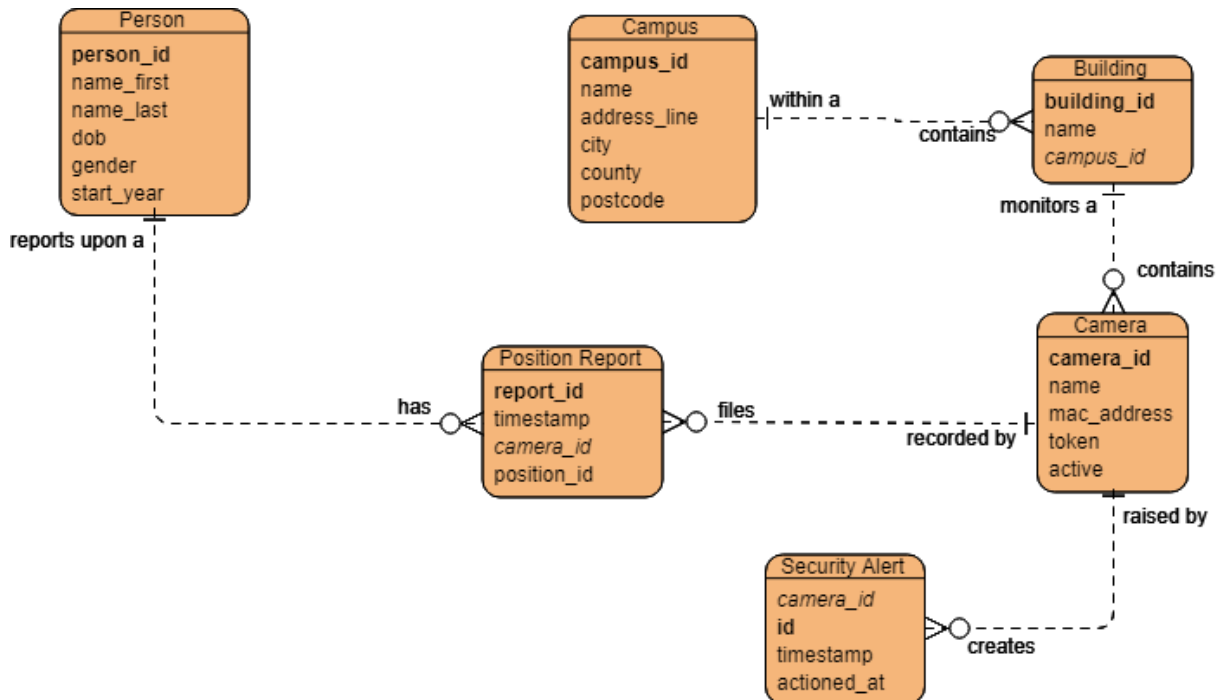 Person
person_id
name_first
name_last
dob
gender
start_year
reports upon a
Campus
campus_id
name
address_line
city
county
postcode
within a
contains
Building
building_id
name
campus_id
monitors a
contains
Camera
camera_id
name
mac_address
token
active
Position Report
report_id
timestamp
camera_id
position_id
has
files
recorded by
raised by
Security Alert
camera_id
id
timestamp
actioned_at
creates